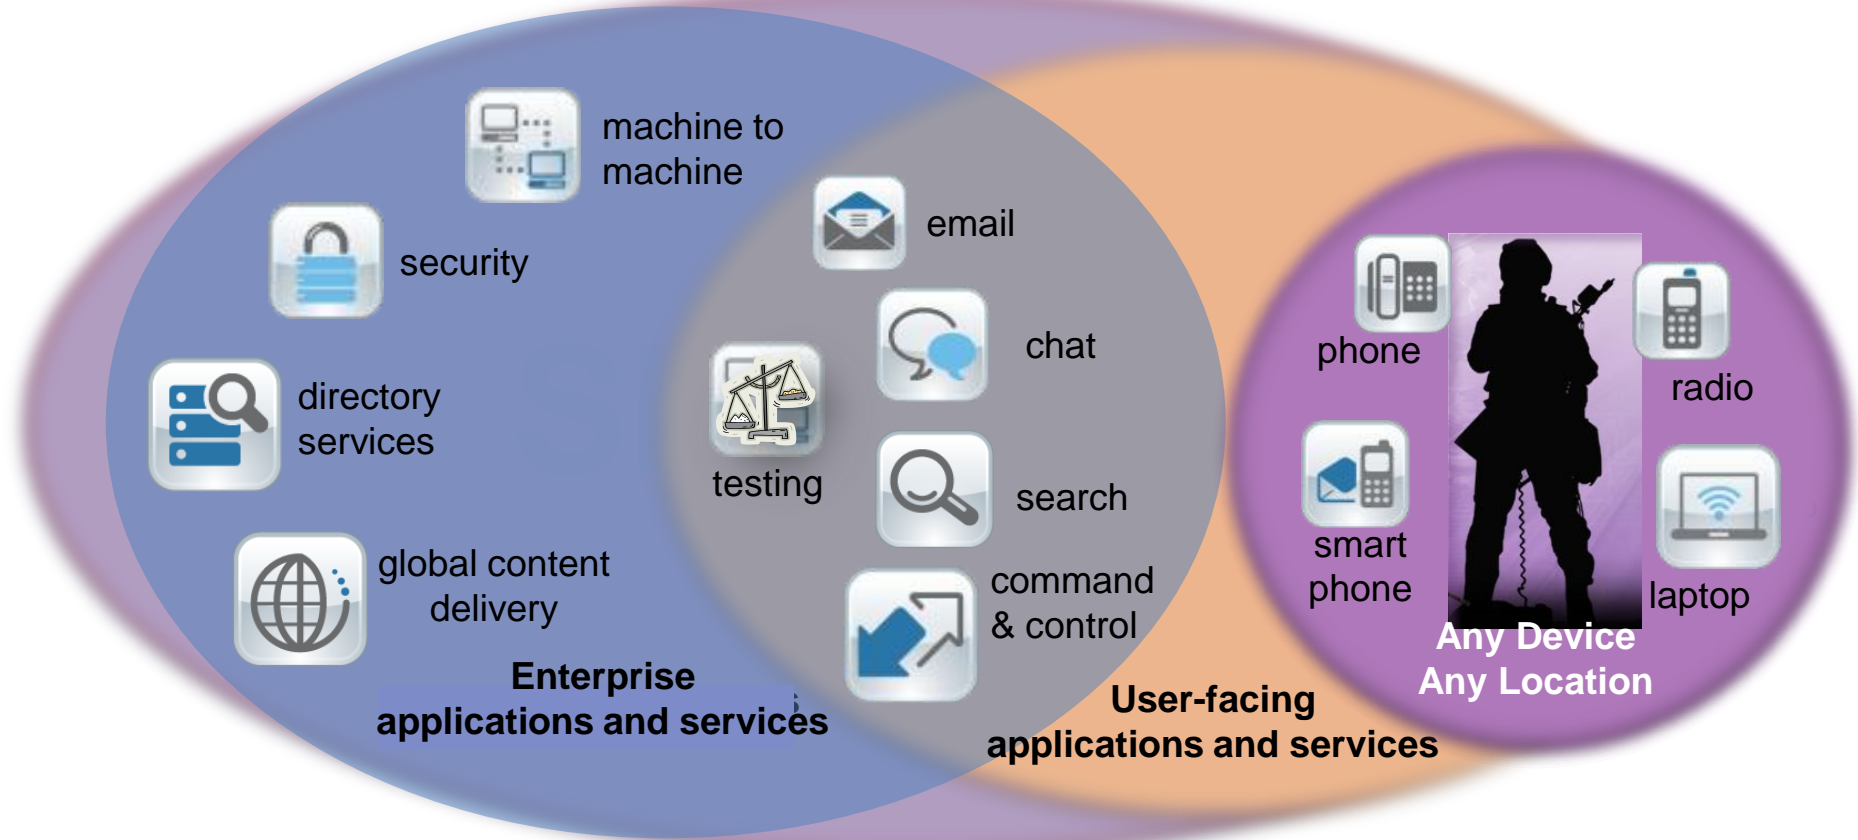 machine to
machine
security
directory
services
global content
delivery
Enterprise
applications and services
email
chat
testing
search
command
& control
User-facing
applications and services
phone
radio
smart
phone
laptop
Any Device
Any Location